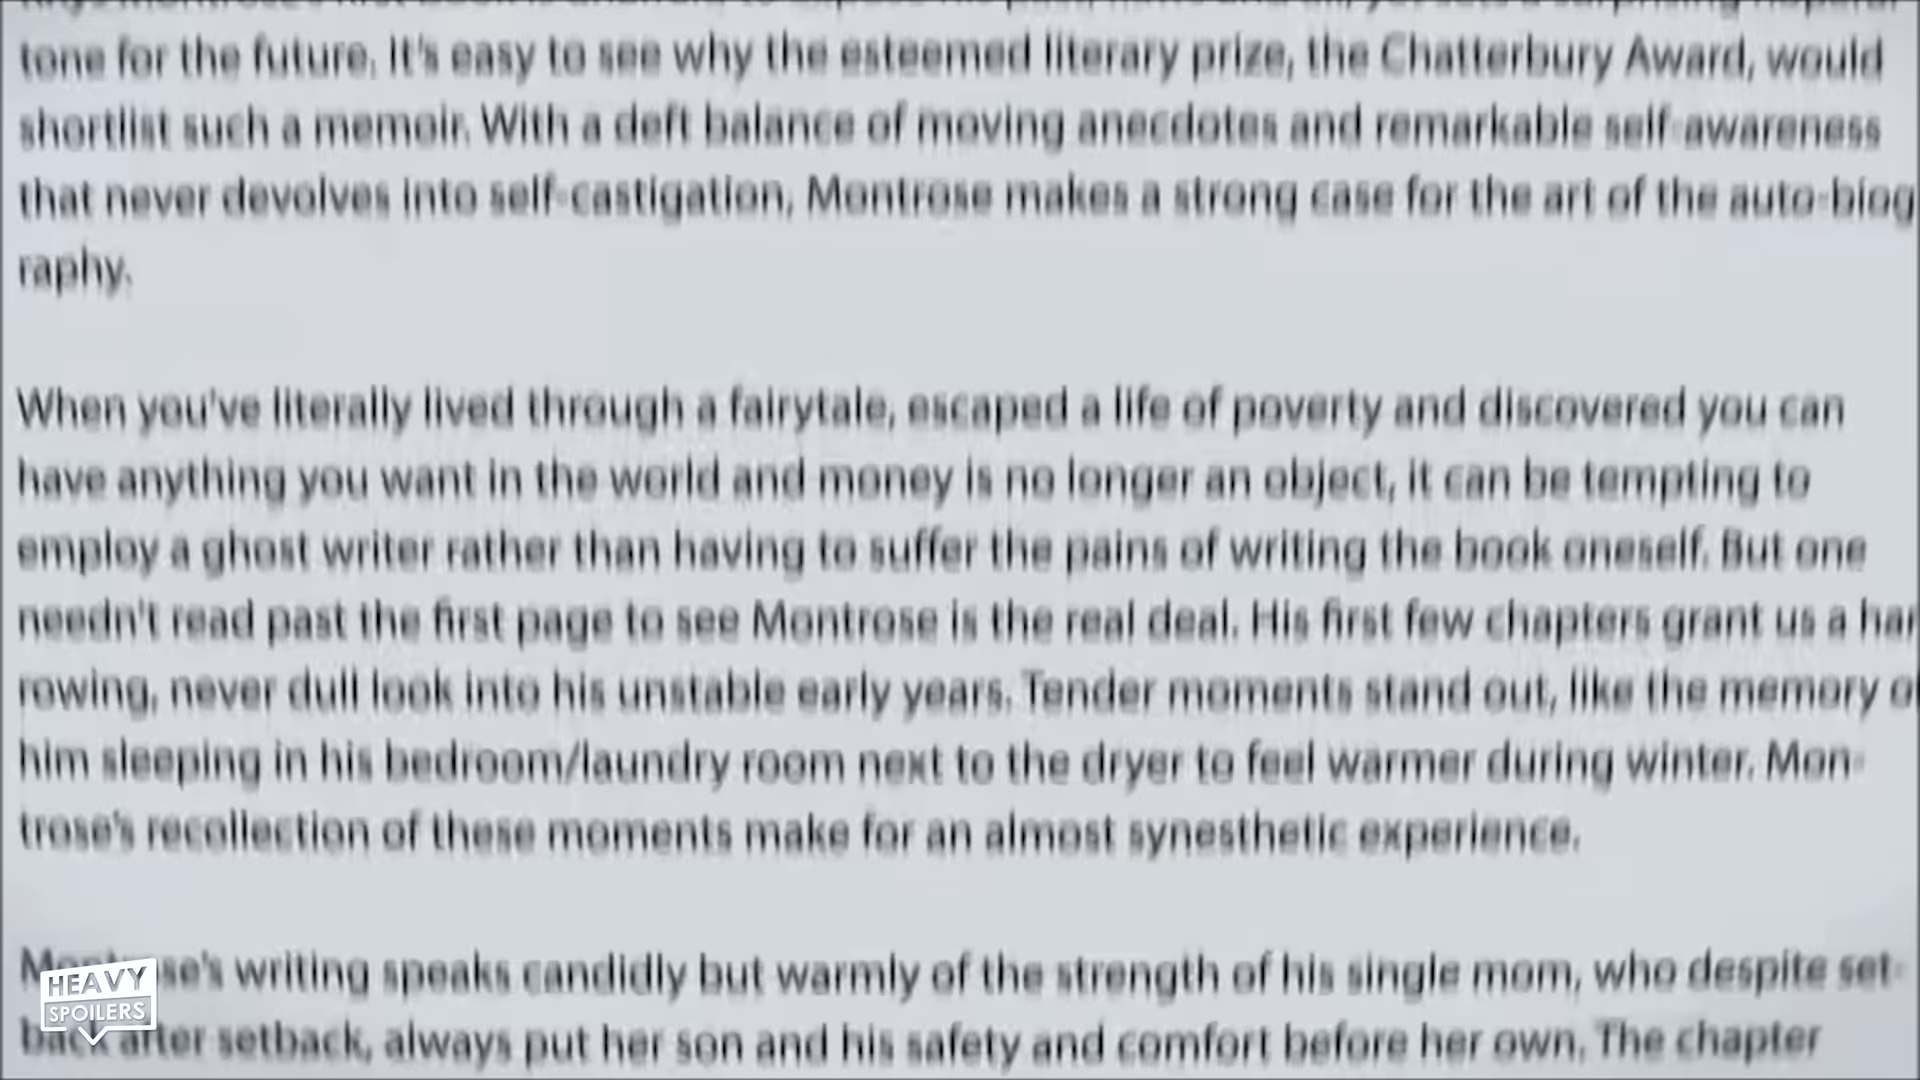 tone for the future. It's easy to see why the esteemed literary prize, the Chatterbury Award, would
shortlist such a memoir. With a deft balance of moving anecdotes and remarkable self-awareness
that never devolves into self-castigation, Montrose makes a strong case for the art of the auto-biog
raphy.
When you've literally lived through a fairytale, escaped a life of poverty and discovered you can
have anything you want in the world and money is no longer an object, it can be tempting to
employ a ghost writer rather than having to suffer the pains of writing the book oneself. But one
needn't read past the first page to see Montrose is the real deal. His first few chapters grant us a har
rowing, never dull look into his unstable early years. Tender moments stand out, like the memory of
him sleeping in his bedroom/laundry room next to the dryer to feel warmer during winter. Mon-
trose's recollection of these moments make for an almost synesthetic experience.
Montrose's writing speaks candidly but warmly of the strength of his single mom, who despite set-
back after setback, always put her son and his safety and comfort before her own. The chapter
HEAVY
SPOILERS